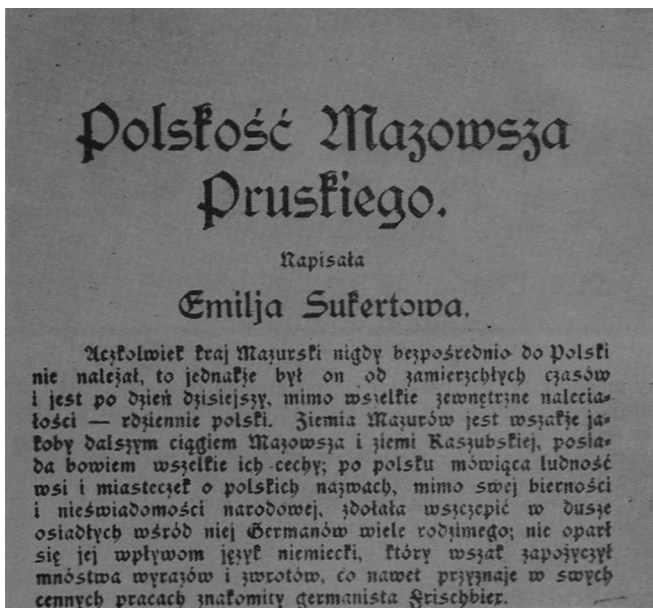 Polskość Mazowsza
Pruskiego.
Napisała
Emilja Sukertowa.
Aczkolwiek kraj Mazurski nigdy bezpośrednio do Polski
nie należał, to jednakże był on od zamierzchłych czasów
i jest po dzień dzisiejszy, mimo wszelkie zewnętrzne nalecia-
łości — rdziennie polski. Ziemia Mazurów jest wszakże ja-
koby dalszym ciągiem Mazowsza i ziemi Kaszubskiej, posia-
da bowiem wszelkie ich cechy; po polsku mówiąca ludność
wsi i miasteczek o polskich nazwach, mimo swej bierności
i nieświadomości narodowej, zdołała wszczepić w dusze
osiadłych wśród niej Germanów wiele rodzimego; nie oparł
się jej wpływom język niemiecki, który wszak zapożyczył
mnóstwa wyrazów i zwrotów, co nawet przyznaje w swych
cennych pracach znakomity germanista Frischbier.